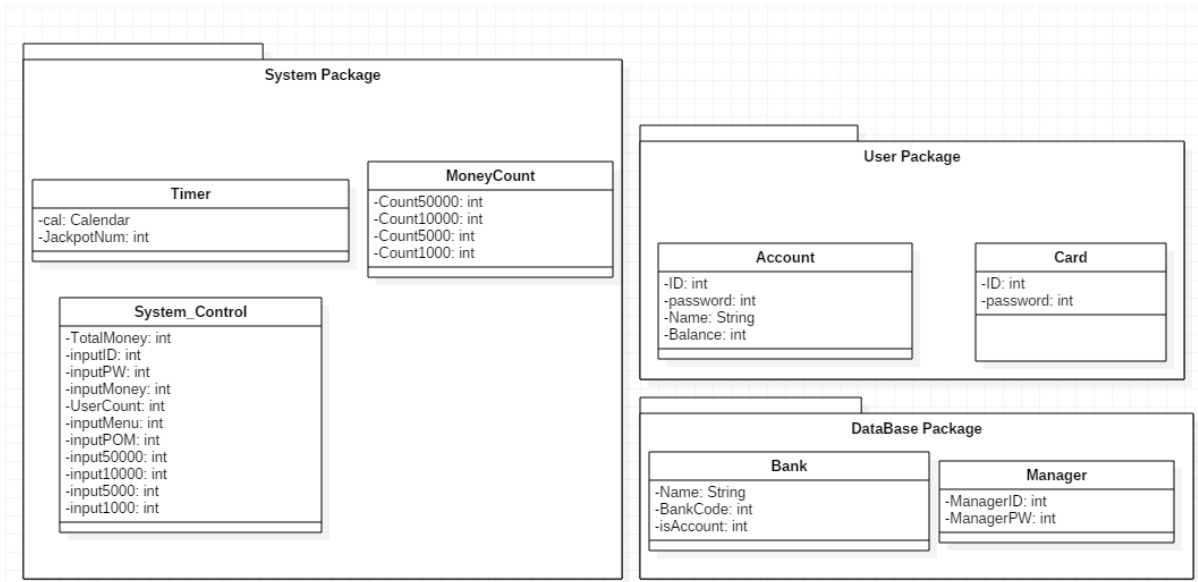 System Package
Timer
-cal: Calendar
-JackpotNum: int
MoneyCount
-Count50000: int
-Count10000: int
-Count5000: int
-Count1000: int
System_Control
-TotalMoney: int
-inputID: int
-inputPW: int
-inputMoney: int
-UserCount: int
-inputMenu: int
-inputPOM: int
-input50000: int
-input10000: int
-input5000: int
-input1000: int
User Package
Account
-ID: int
-password: int
-Name: String
-Balance: int
Card
-ID: int
-password: int
DataBase Package
Bank
-Name: String
-BankCode: int
-isAccount: int
Manager
-ManagerID: int
-ManagerPW: int